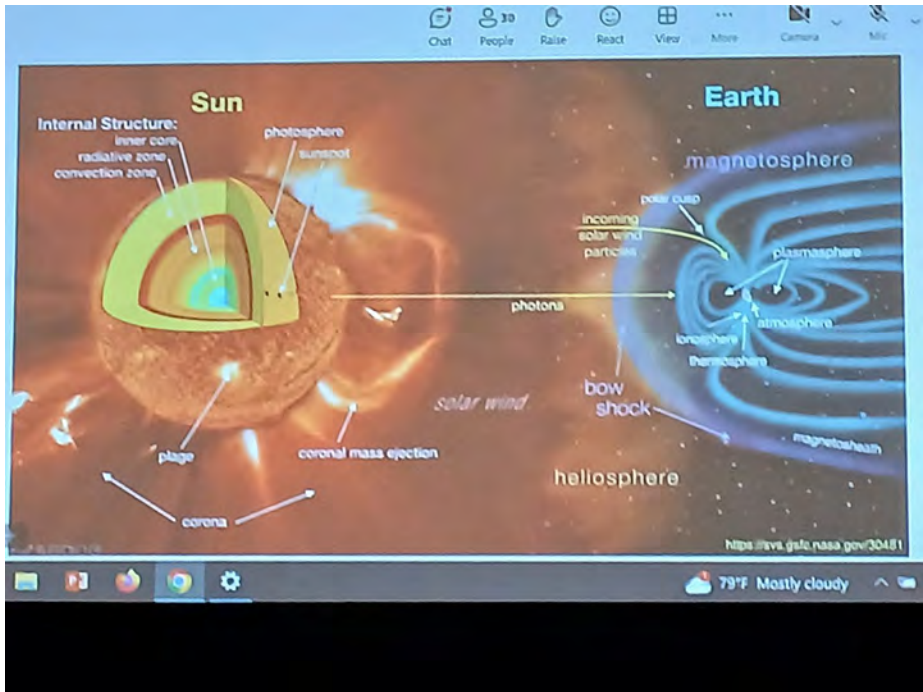 30
Chat
People
Raise
React
View
More
Camera
Mic
Sun
Earth
Internal Structure:
inner core
radiative zone
convection zone
photosphere
sunspot
magnetosphere
polar cusp
incoming
solar wind
particles
plasmasphere
photons
atmosphere
ionosphere
thermosphere
bow
shock
solar wind
magnetosheath
plage
coronal mass ejection
heliosphere
corona
https://svs.gsfc.nasa.gov/30481
79°F Mostly cloudy